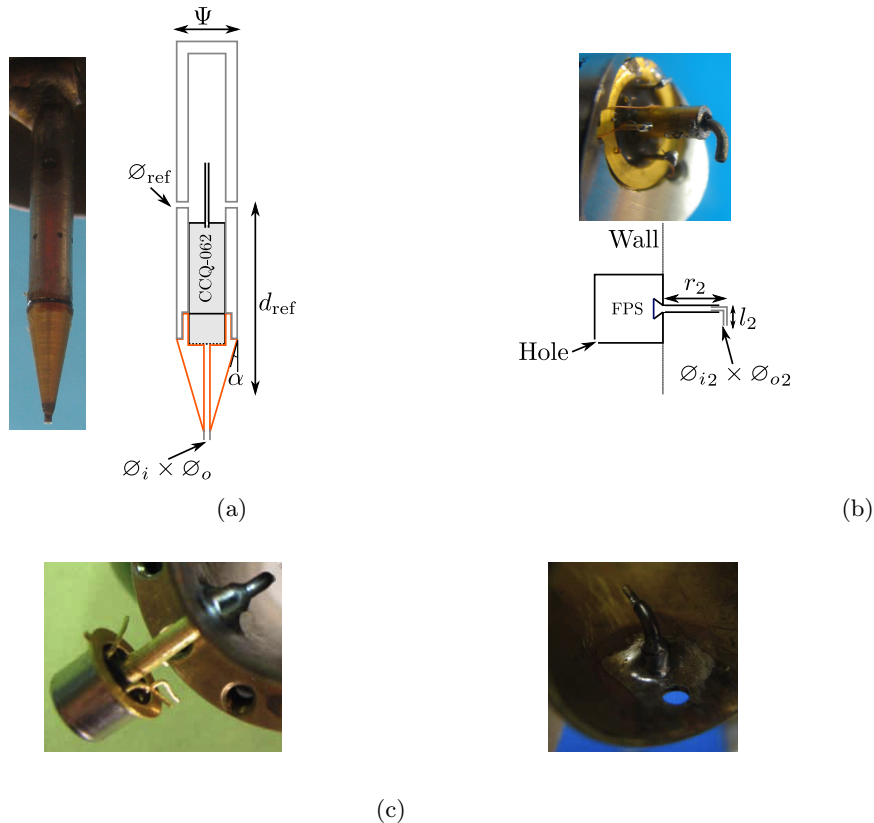 Ψ
∅ref
CCQ-062
dref
α
∅i × ∅o
(a)
Wall
r2
FPS
l2
Hole
∅i2 × ∅o2
(b)
(c)